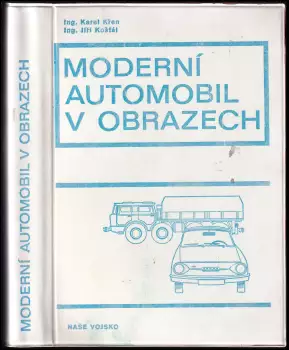 Ing. Karel Křen
Ing. Jiří Košťál
MODERNÍ
AUTOMOBIL
V OBRAZECH
NAŠE VOJSKO
MODERNÍ AUTOMOBIL V OBRAZECH